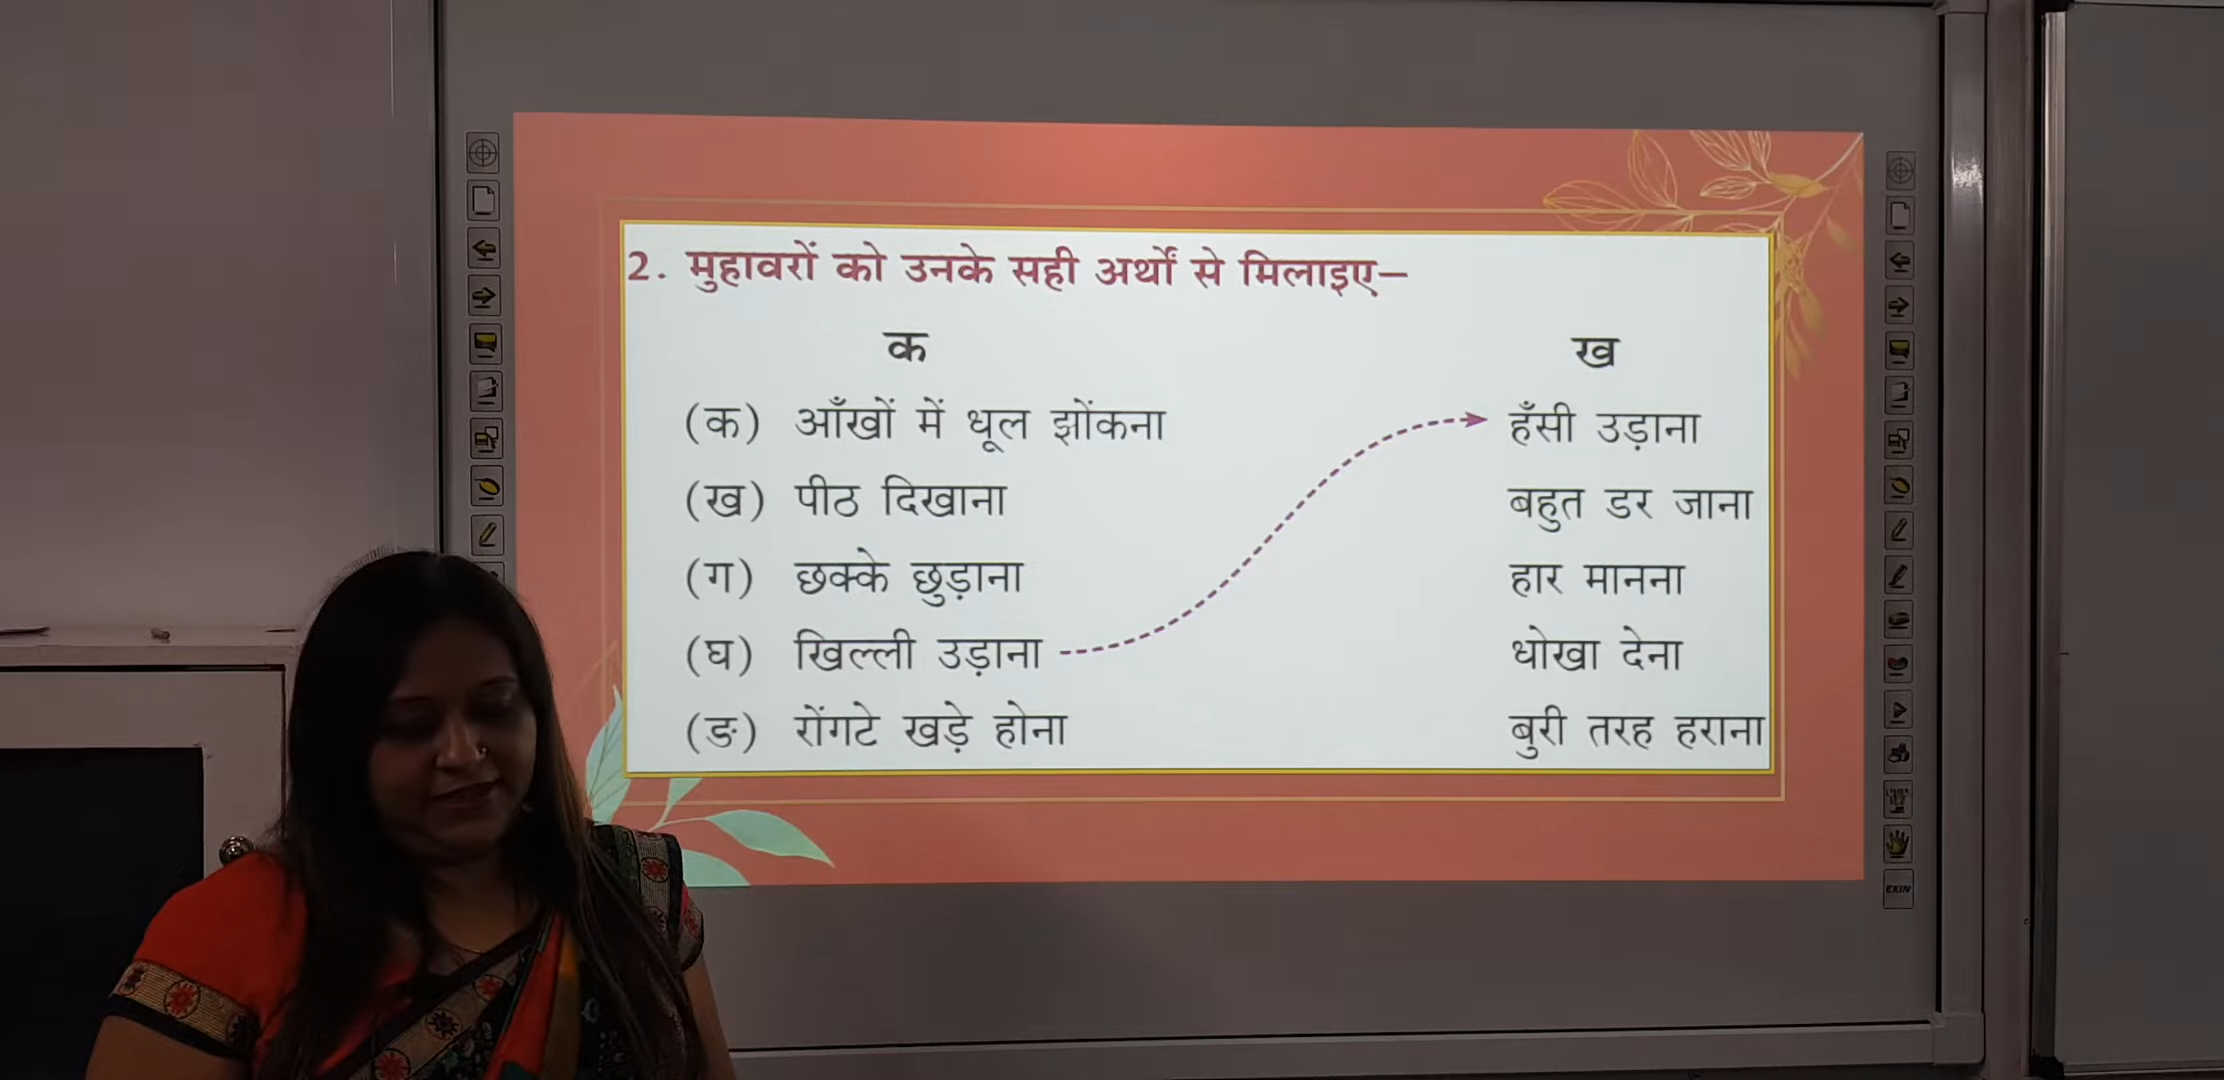 2. मुहावरों को उनके सही अर्थों से मिलाइए–
क ख
(क) आँखों में धूल झोंकना हँसी उड़ाना
(ख) पीठ दिखाना बहुत डर जाना
(ग) छक्के छुड़ाना हार मानना
(घ) खिल्ली उड़ाना धोखा देना
(ङ) रोंगटे खड़े होना बुरी तरह हराना